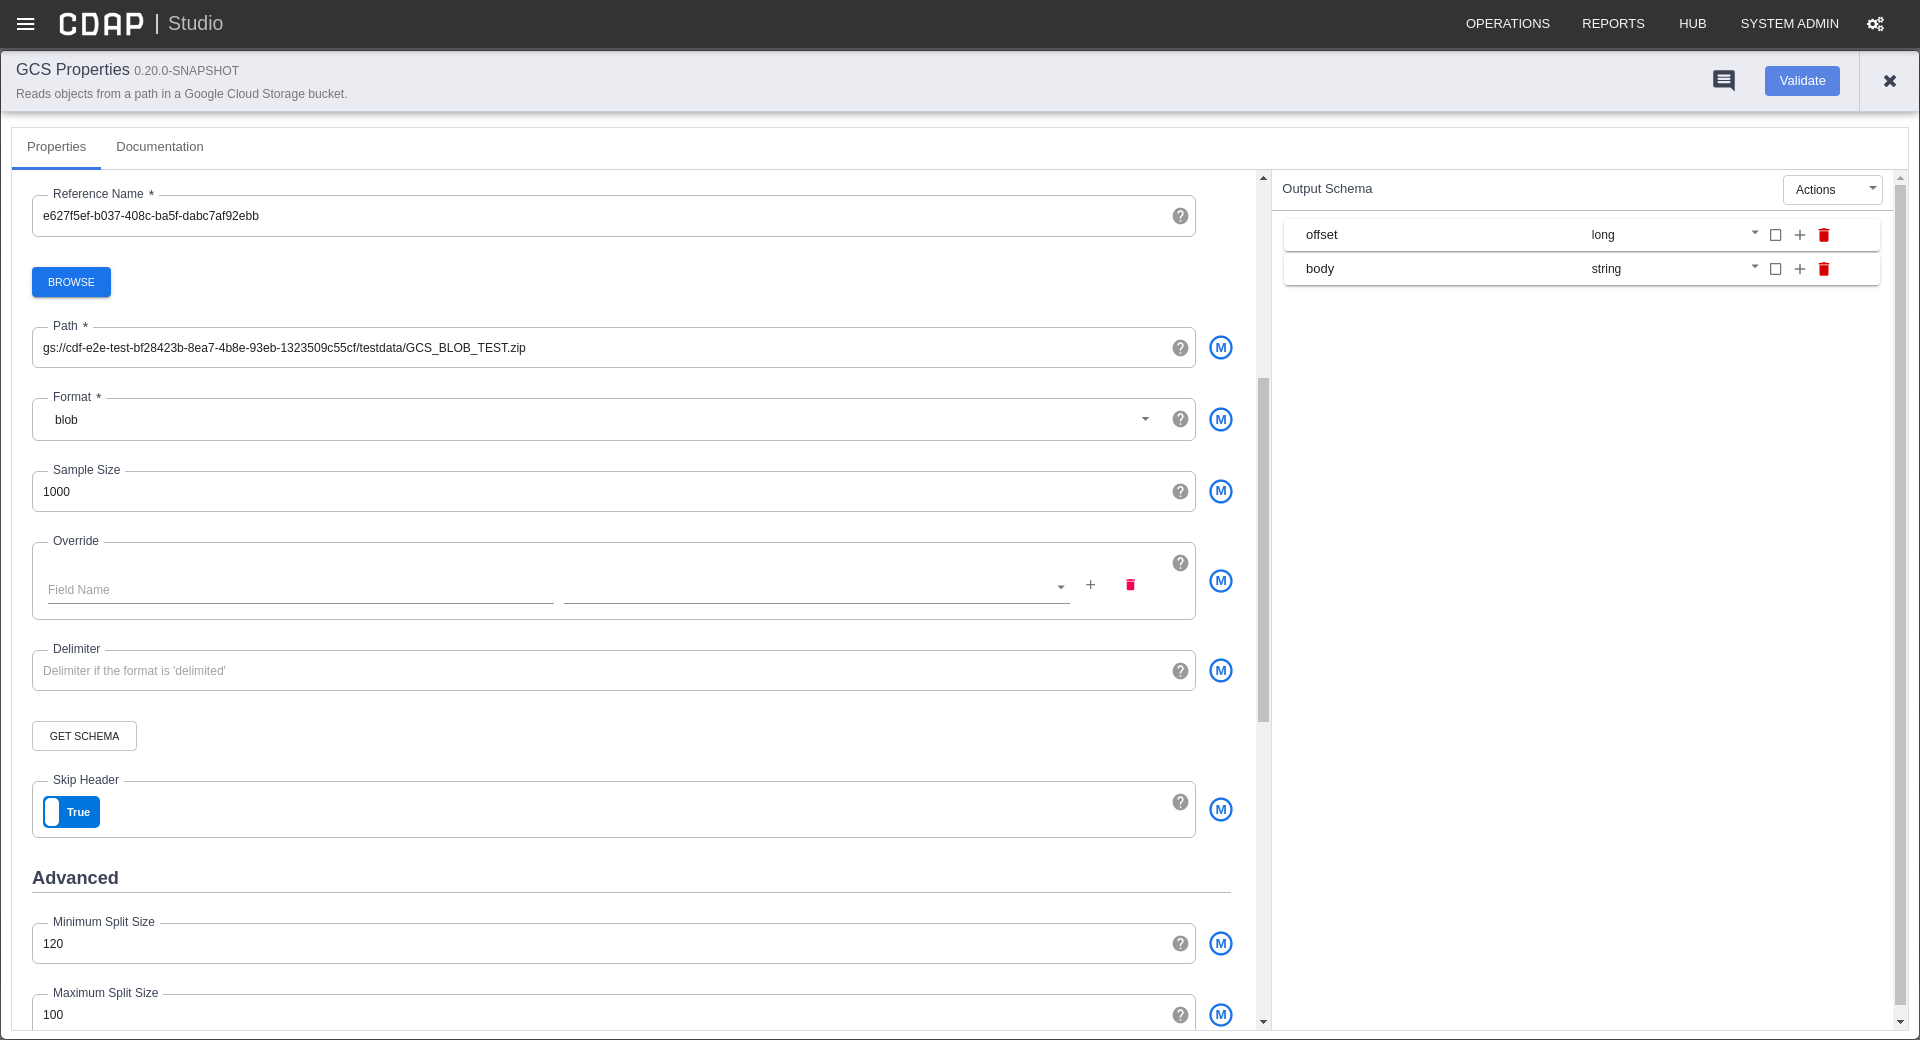 CDAP | Studio
OPERATIONS REPORTS HUB SYSTEM ADMIN
GCS Properties 0.20.0-SNAPSHOT
Reads objects from a path in a Google Cloud Storage bucket.
Validate
Properties Documentation
Reference Name *
e627f5ef-b037-408c-ba5f-dabc7af92ebb
?
BROWSE
Path *
gs://cdf-e2e-test-bf28423b-8ea7-4b8e-93eb-1323509c55cf/testdata/GCS_BLOB_TEST.zip
? M
Format *
blob
? M
Sample Size
1000
? M
Override
Field Name
? M
Delimiter
Delimiter if the format is 'delimited'
? M
GET SCHEMA
Skip Header
True
? M
Advanced
Minimum Split Size
120
? M
Maximum Split Size
100
? M
Output Schema
Actions
offset long
body string